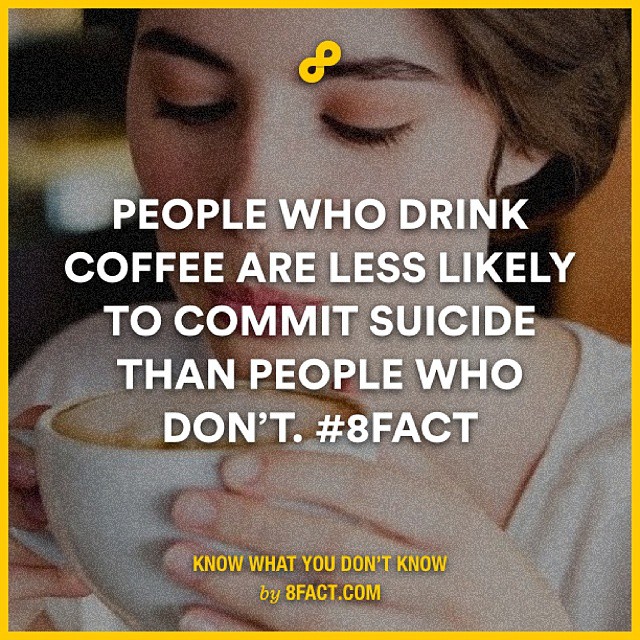 PEOPLE WHO DRINK
COFFEE ARE LESS LIKELY
TO COMMIT SUICIDE
THAN PEOPLE WHO
DON'T. #8FACT
KNOW WHAT YOU DON'T KNOW
by 8FACT.COM